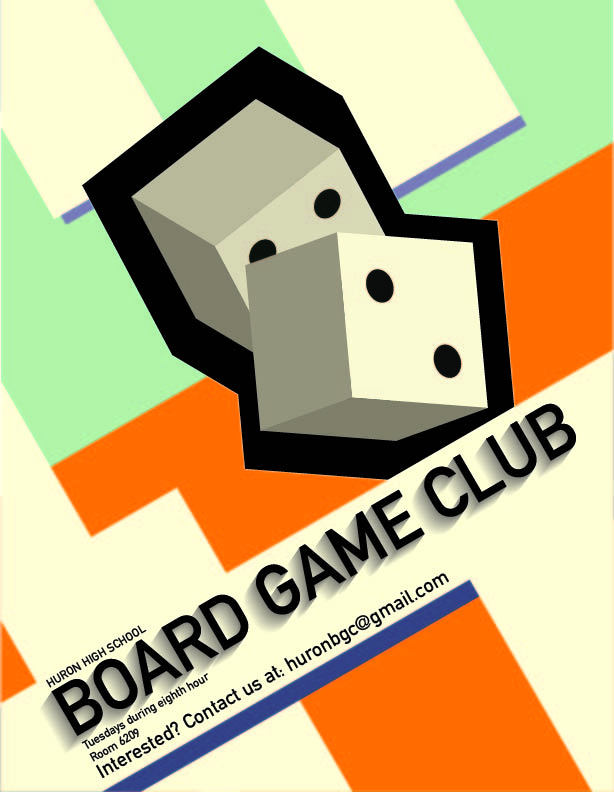 HURON HIGH SCHOOL
BOARD GAME CLUB
Tuesdays during eighth hour
Room 6209
Interested? Contact us at: huronbgc@gmail.com